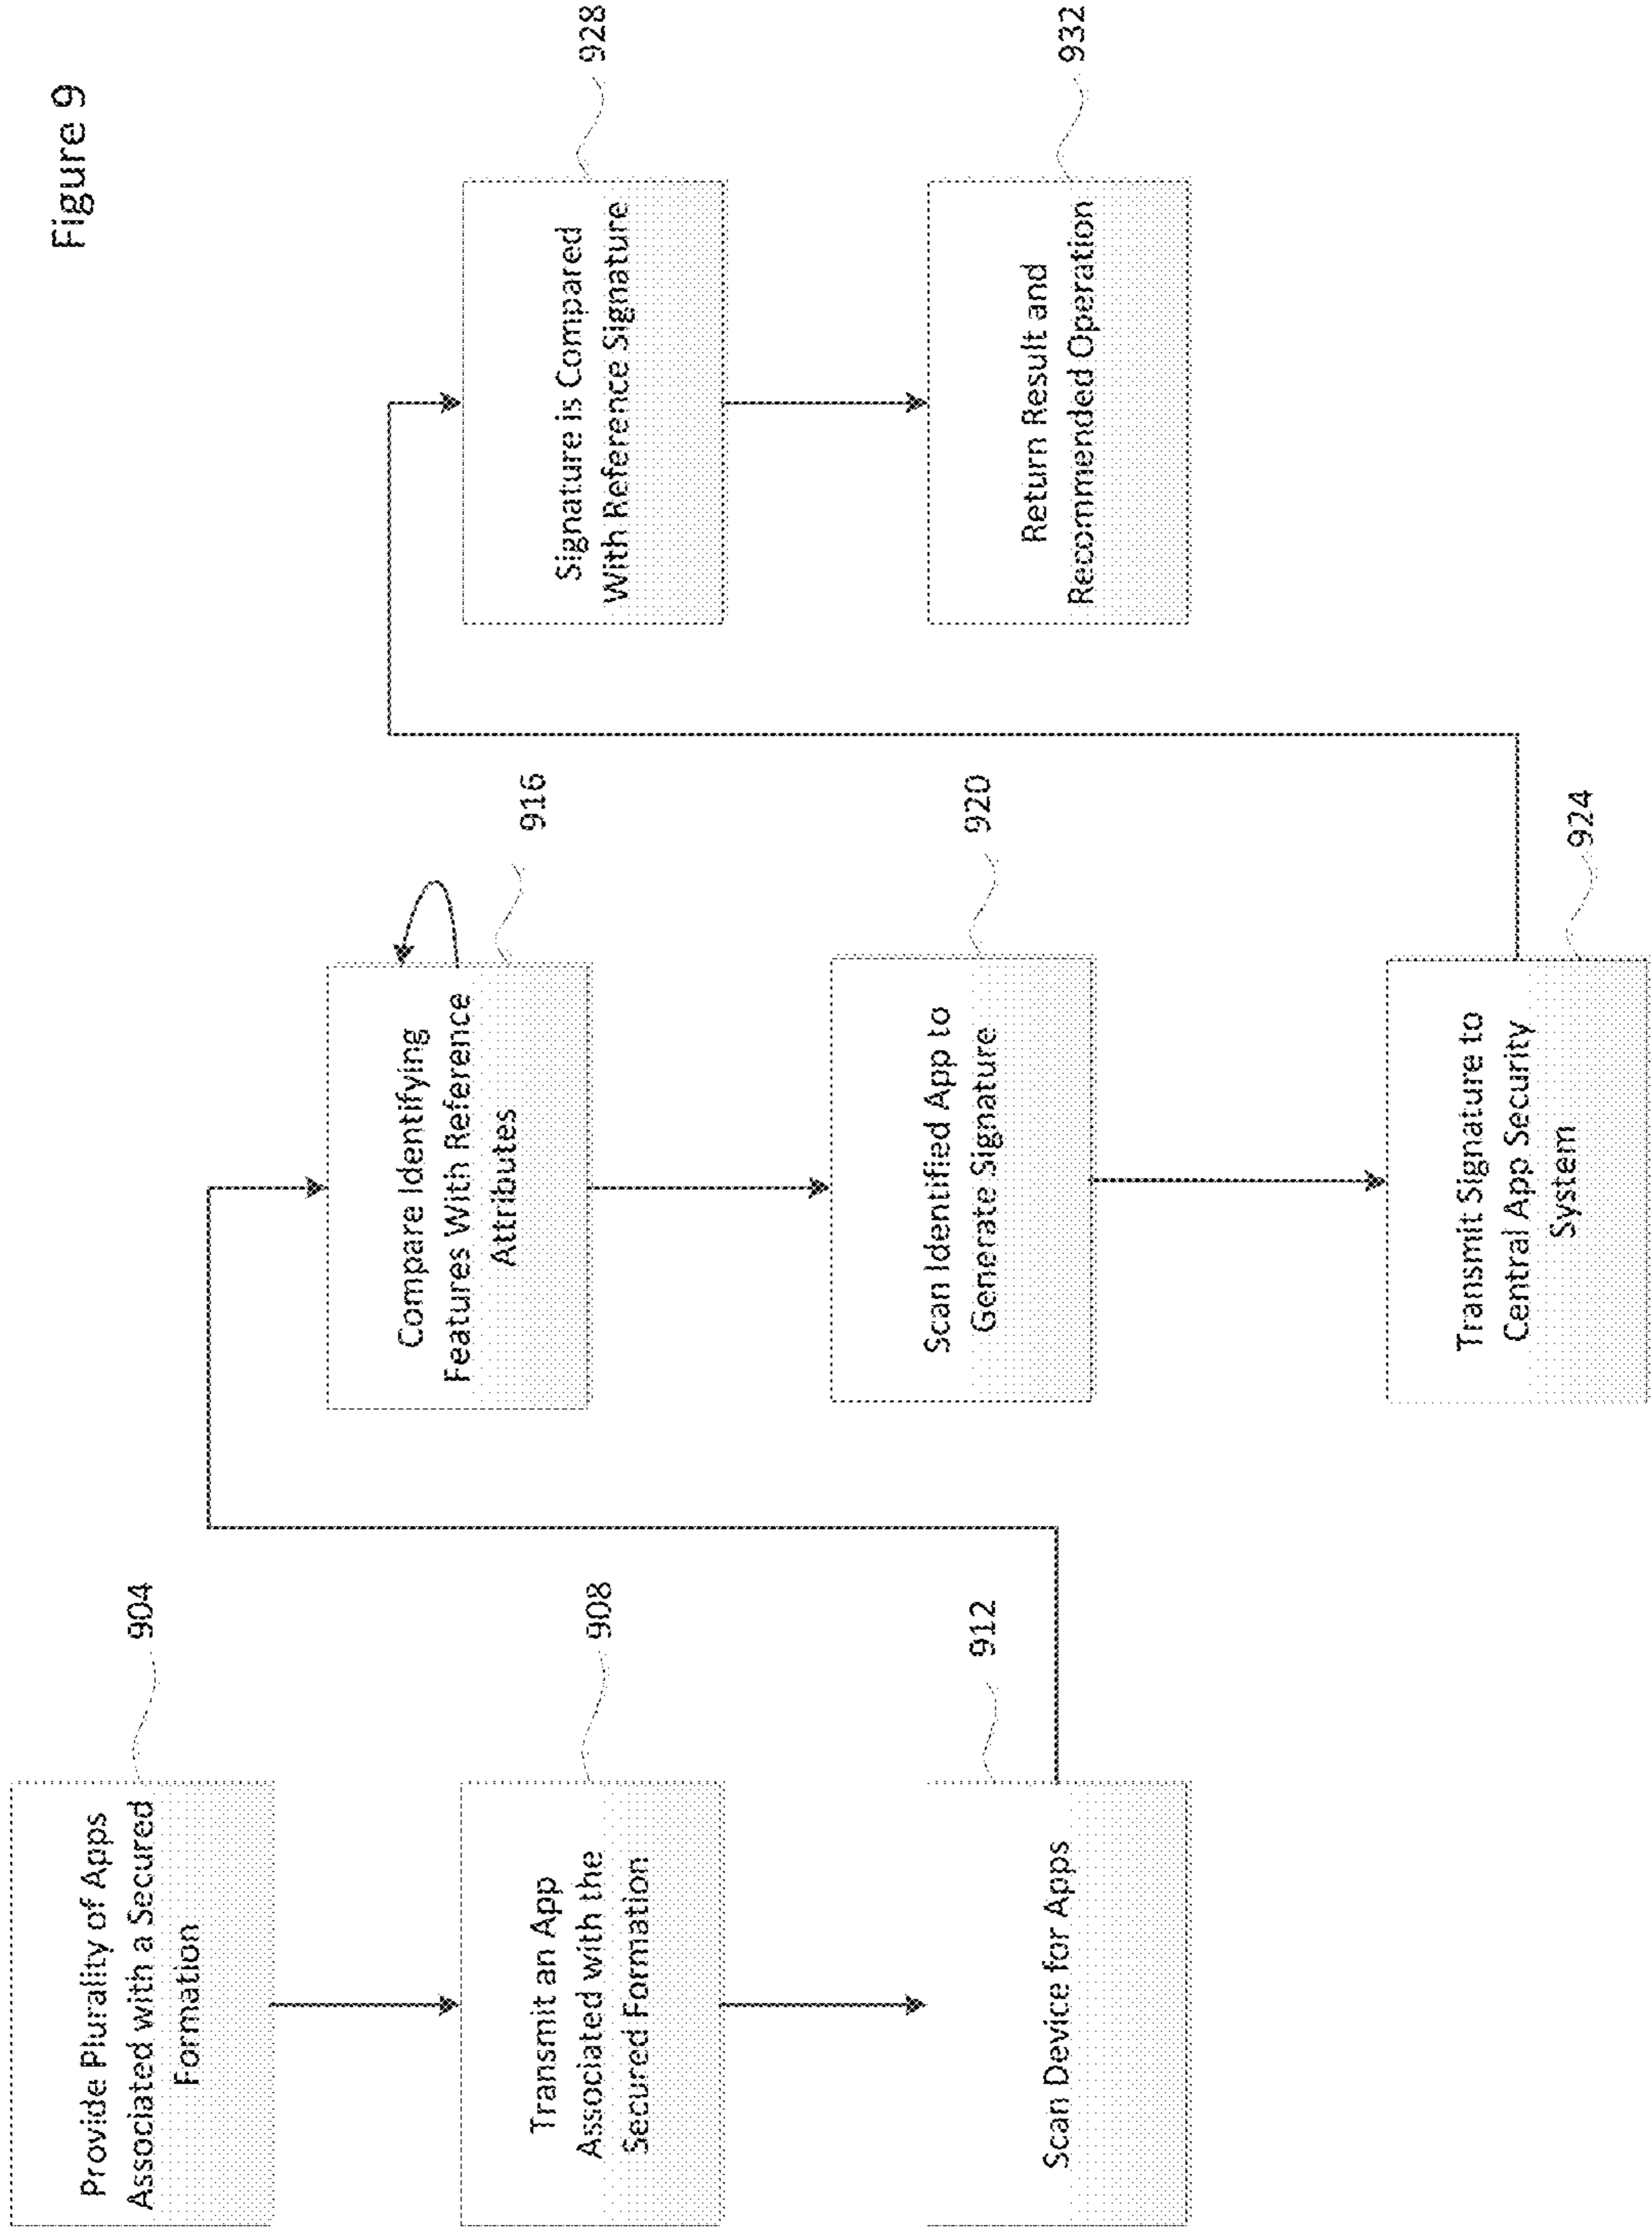 Figure 9
Provide Plurality of Apps
Associated with a Secured
Formation
904
Transmit an App
Associated with the
Secured Formation
908
Scan Device for Apps
912
Compare Identifying
Features With Reference
Attributes
916
Scan Identified App to
Generate Signature
920
Transmit Signature to
Central App Security
System
924
Signature is Compared
With Reference Signature
928
Return Result and
Recommended Operation
932